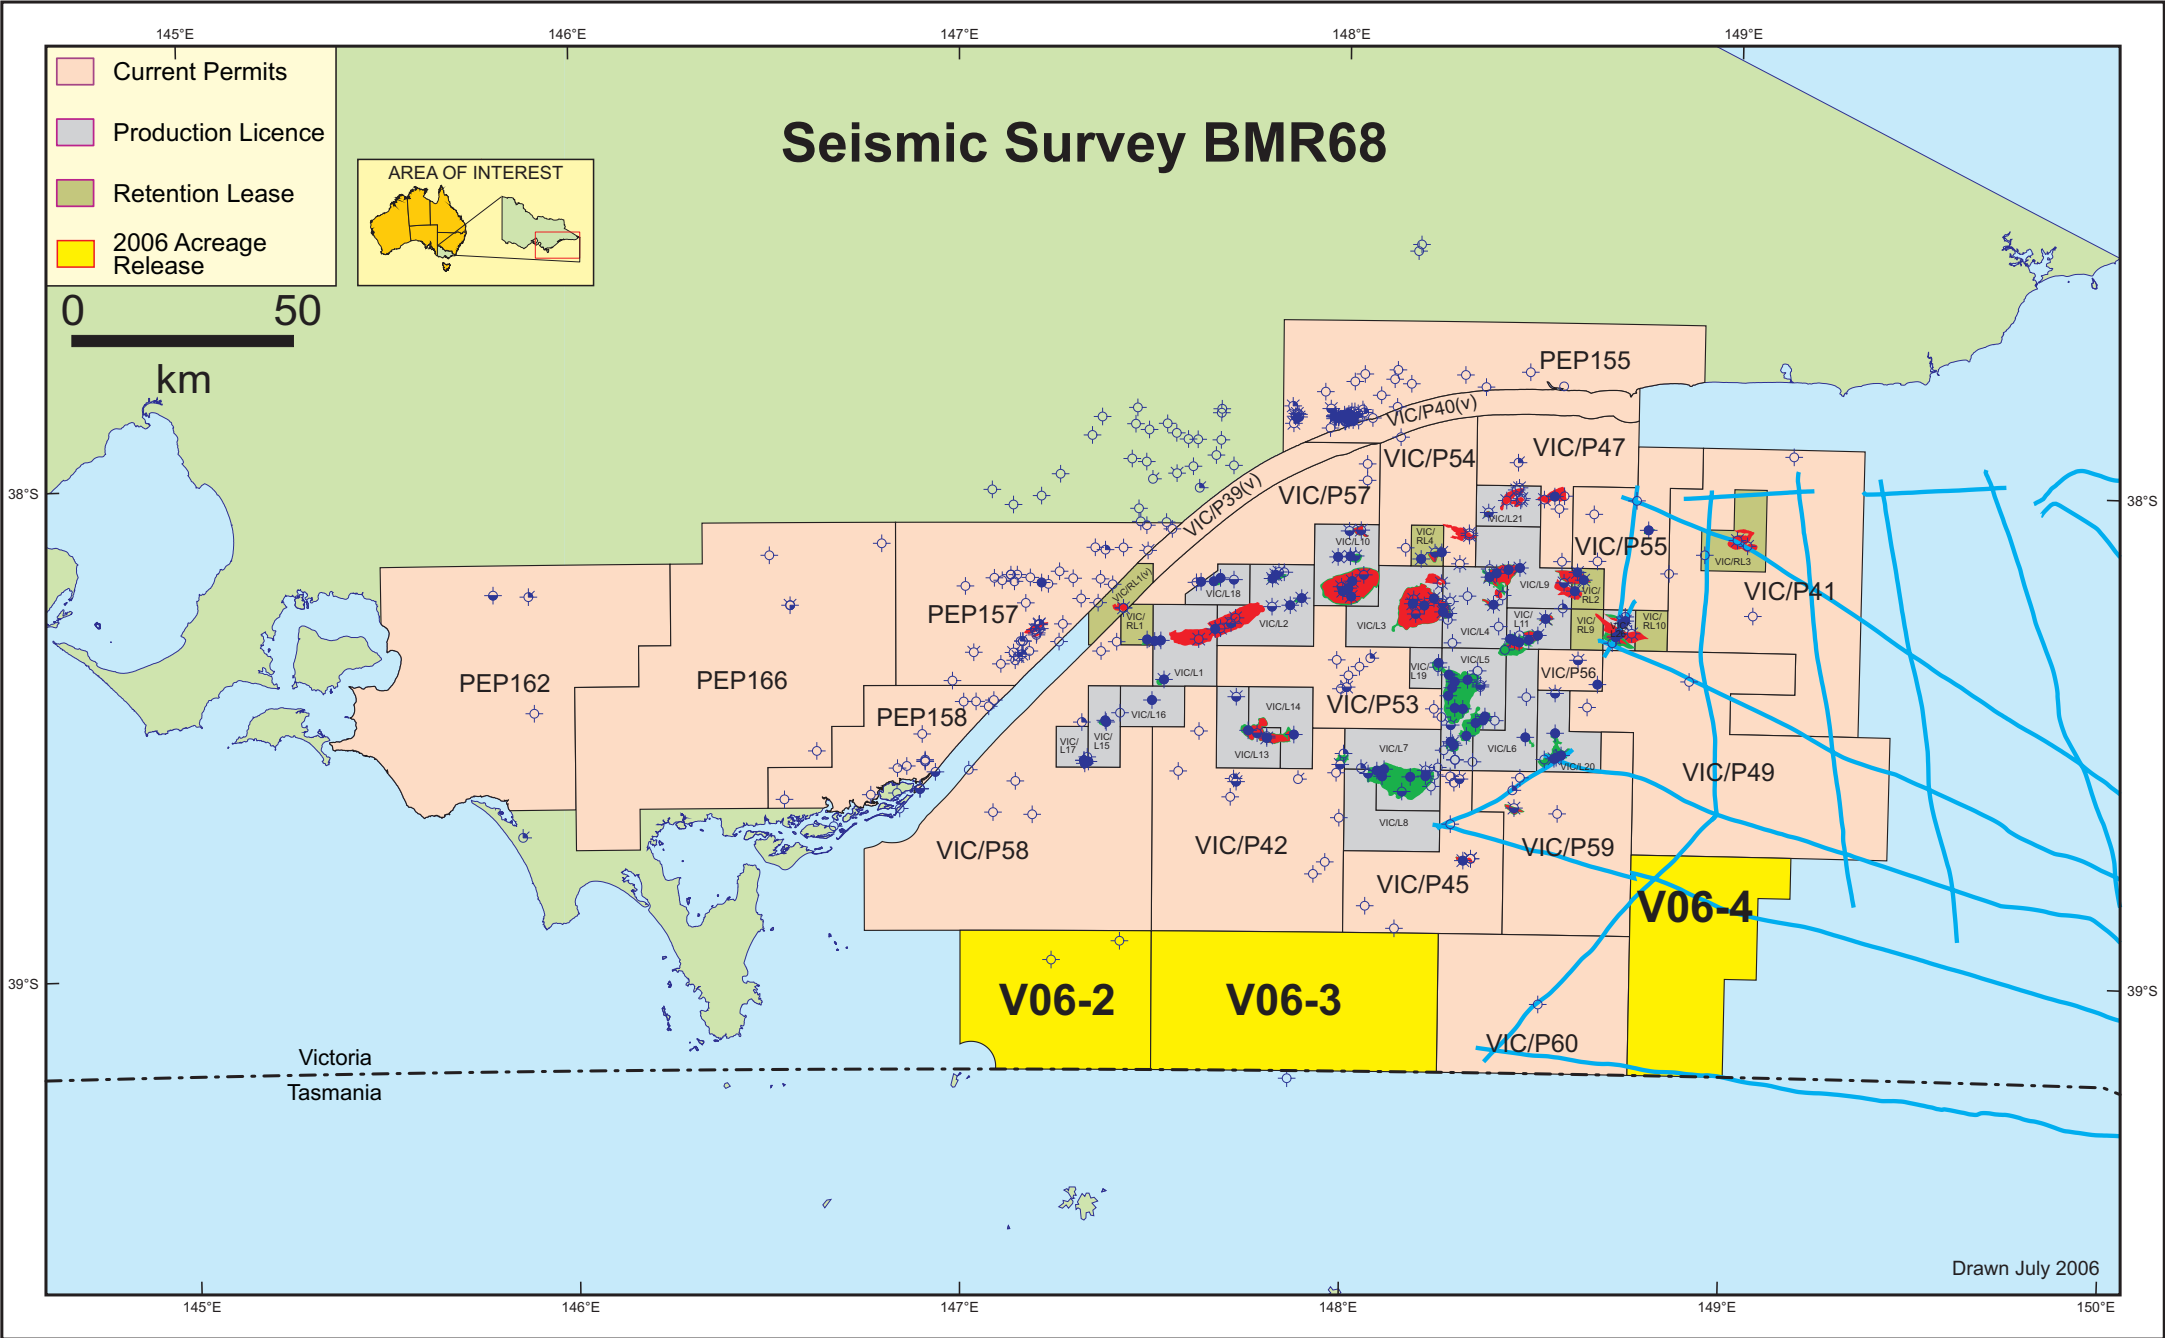 145°E
146°E
147°E
148°E
149°E
Current Permits
Production Licence
Retention Lease
2006 Acreage
Release
Seismic Survey BMR68
AREA OF INTEREST
0 50
km
PEP155
VIC/P40(v)
VIC/P47
VIC/P54
VIC/P39(v)
VIC/P57
38°S
38°S
VIC/L21
VIC/L10
VIC/
RL4
VIC/P55
VIC/RL3
VIC/RL1(v)
VIC/L18
VIC/L9
VIC/
RL2
VIC/P41
PEP157
VIC/
RL1
VIC/L2
VIC/L3
VIC/L4
VIC/
L11
VIC/
RL9
VIC/
RL10
PEP162
PEP166
VIC/L1
VIC/
L19
VIC/L5
VIC/P56
PEP158
VIC/L16
VIC/L14
VIC/P53
VIC/
L17
VIC/
L15
VIC/L13
VIC/L7
VIC/L6
VIC/L20
VIC/P49
VIC/L8
VIC/P58
VIC/P42
VIC/P59
VIC/P45
V06-4
39°S
39°S
V06-2
V06-3
VIC/P60
Victoria
Tasmania
Drawn July 2006
145°E
146°E
147°E
148°E
149°E
150°E